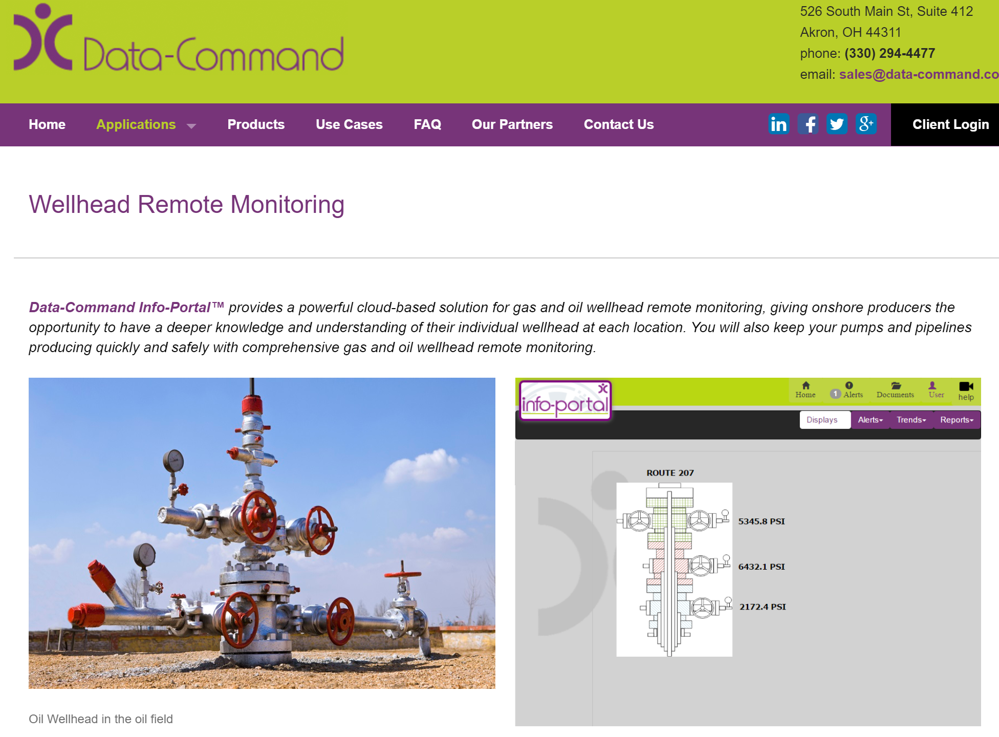 Data-Command
526 South Main St, Suite 412
Akron, OH 44311
phone: (330) 294-4477
email: sales@data-command.co
Home Applications Products Use Cases FAQ Our Partners Contact Us in f g+ Client Login
Wellhead Remote Monitoring
Data-Command Info-Portal™ provides a powerful cloud-based solution for gas and oil wellhead remote monitoring, giving onshore producers the
opportunity to have a deeper knowledge and understanding of their individual wellhead at each location. You will also keep your pumps and pipelines
producing quickly and safely with comprehensive gas and oil wellhead remote monitoring.
info-portal
Home 1 Alerts Documents User help
Displays Alerts Trends Reports
ROUTE 207
5345.8 PSI
6432.1 PSI
2172.4 PSI
Oil Wellhead in the oil field